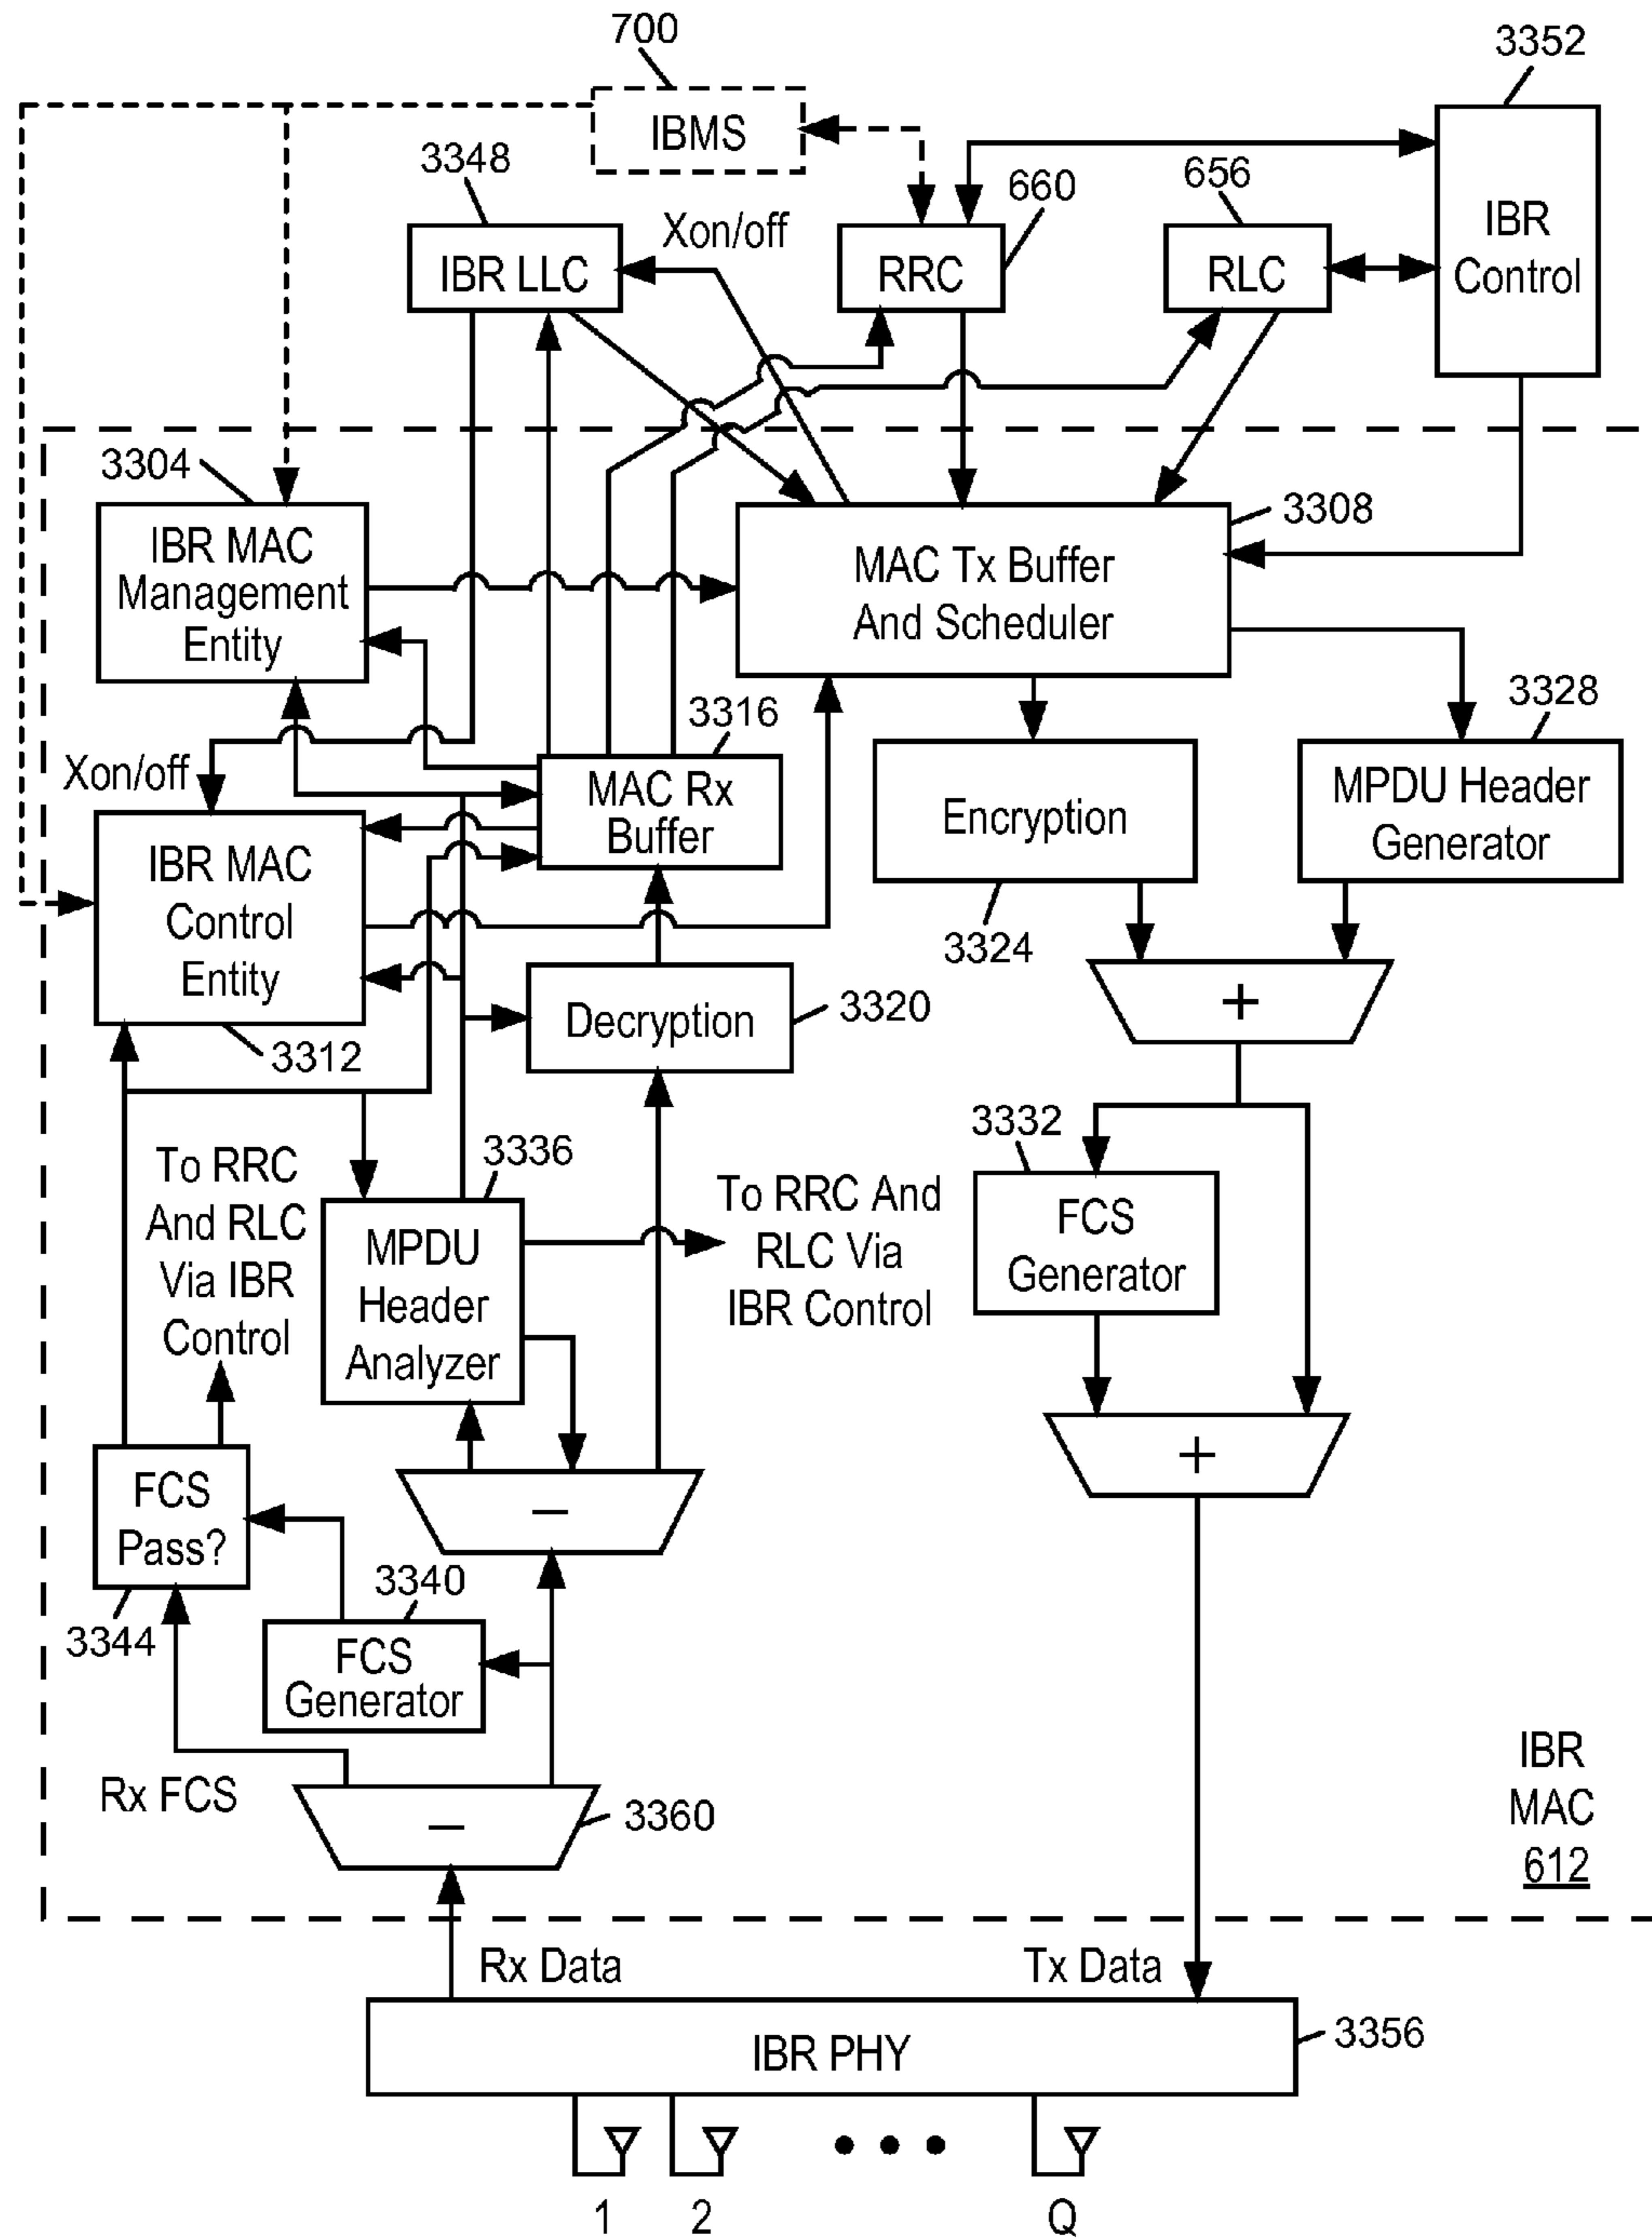 700
3352
IBMS
3348
656
660
Xon/off
IBR LLC
RRC
RLC
IBR
Control
3304
3308
IBR MAC
Management
Entity
MAC Tx Buffer
And Scheduler
3316
3328
Xon/off
MAC Rx
Buffer
Encryption
MPDU Header
Generator
IBR MAC
Control
Entity
3324
3312
Decryption
3320
+
3332
3336
To RRC
And RLC
Via IBR
Control
MPDU
Header
Analyzer
To RRC And
RLC Via
IBR Control
FCS
Generator
FCS
Pass?
−
+
3340
3344
FCS
Generator
Rx FCS
−
3360
IBR
MAC
612
Rx Data
Tx Data
IBR PHY
3356
1
2
Q